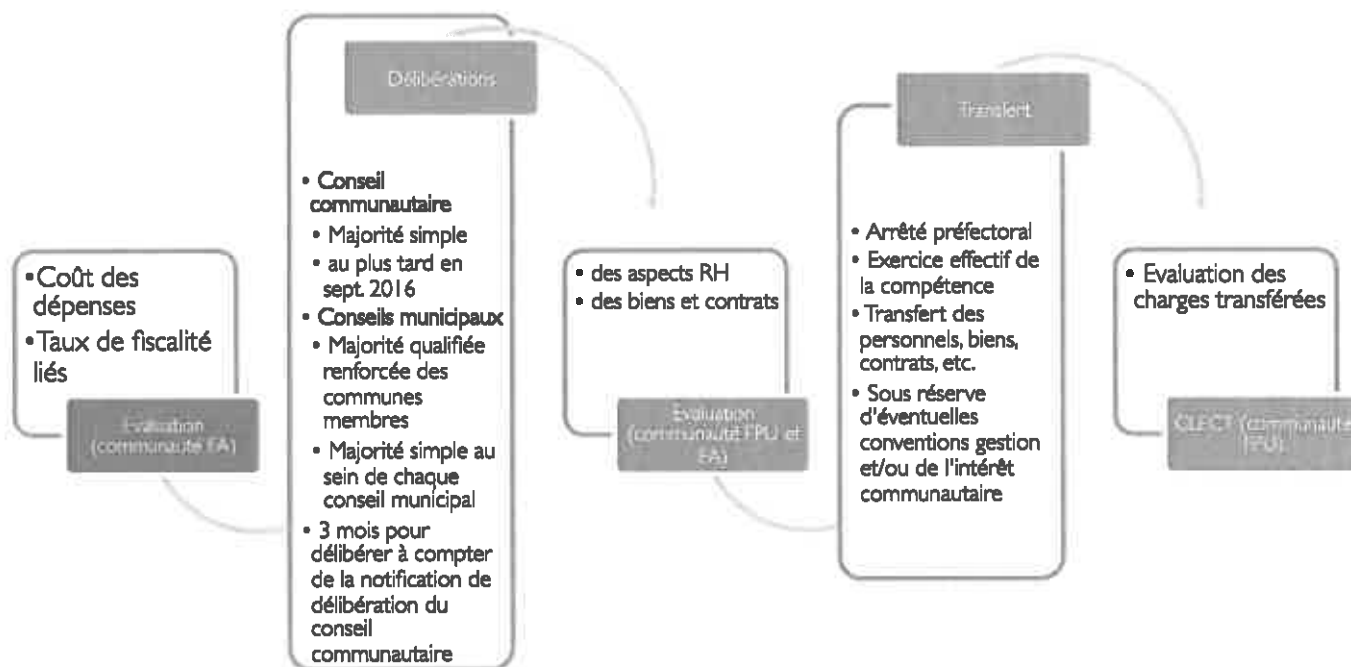 •Coût des
dépenses
•Taux de fiscalité
liés
Evaluation
(communauté FA)
Délibérations
• Conseil
communautaire
• Majorité simple
• au plus tard en
sept. 2016
• Conseils municipaux
• Majorité qualifiée
renforcée des
communes
membres
• Majorité simple au
sein de chaque
conseil municipal
• 3 mois pour
délibérer à compter
de la notification de
délibération du
conseil
communautaire
• des aspects RH
• des biens et contrats
Evaluation
(communauté FPU et
FA)
Transfert
• Arrêté préfectoral
• Exercice effectif de
la compétence
• Transfert des
personnels, biens,
contrats, etc.
• Sous réserve
d'éventuelles
conventions gestion
et/ou de l'intérêt
communautaire
• Evaluation des
charges transférées
CLECT (communauté
FPU)